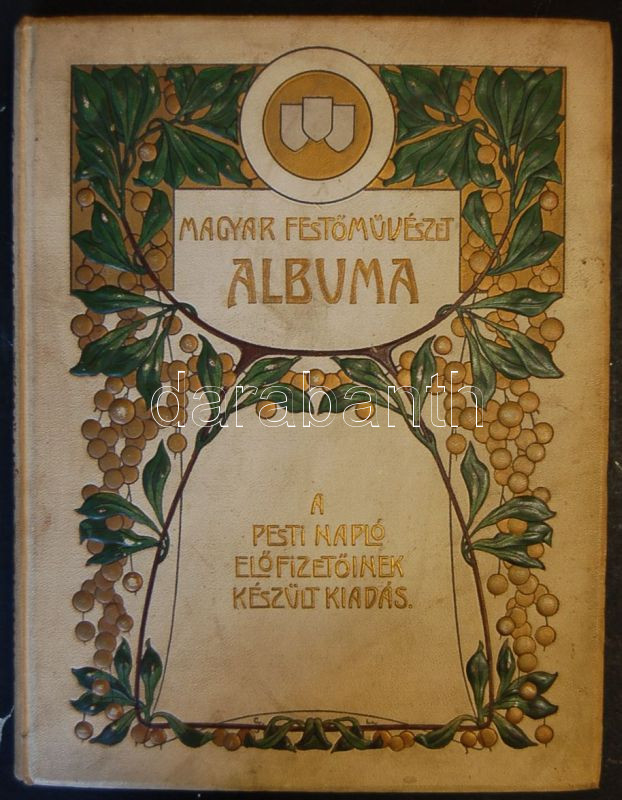 MAGYAR FESTŐMŰVÉSZET
ALBUMA
darabanth
A
PESTI NAPLÓ
ELŐFIZETŐINEK
KÉSZÜLT KIADÁS.